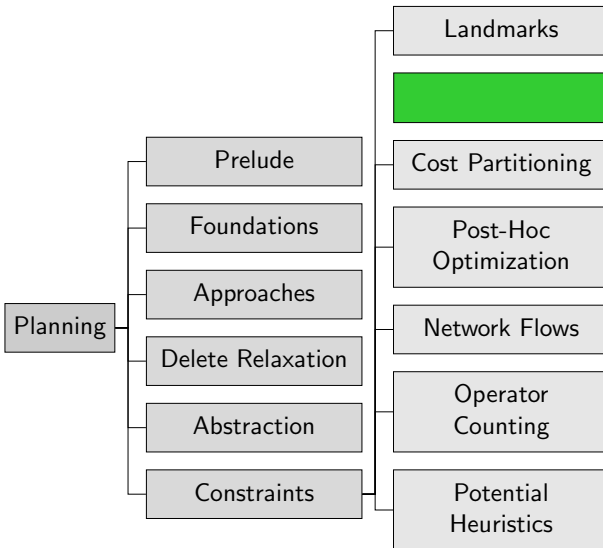 Planning
Prelude
Foundations
Approaches
Delete Relaxation
Abstraction
Constraints
Landmarks
Cost Partitioning
Post-Hoc
Optimization
Network Flows
Operator
Counting
Potential
Heuristics